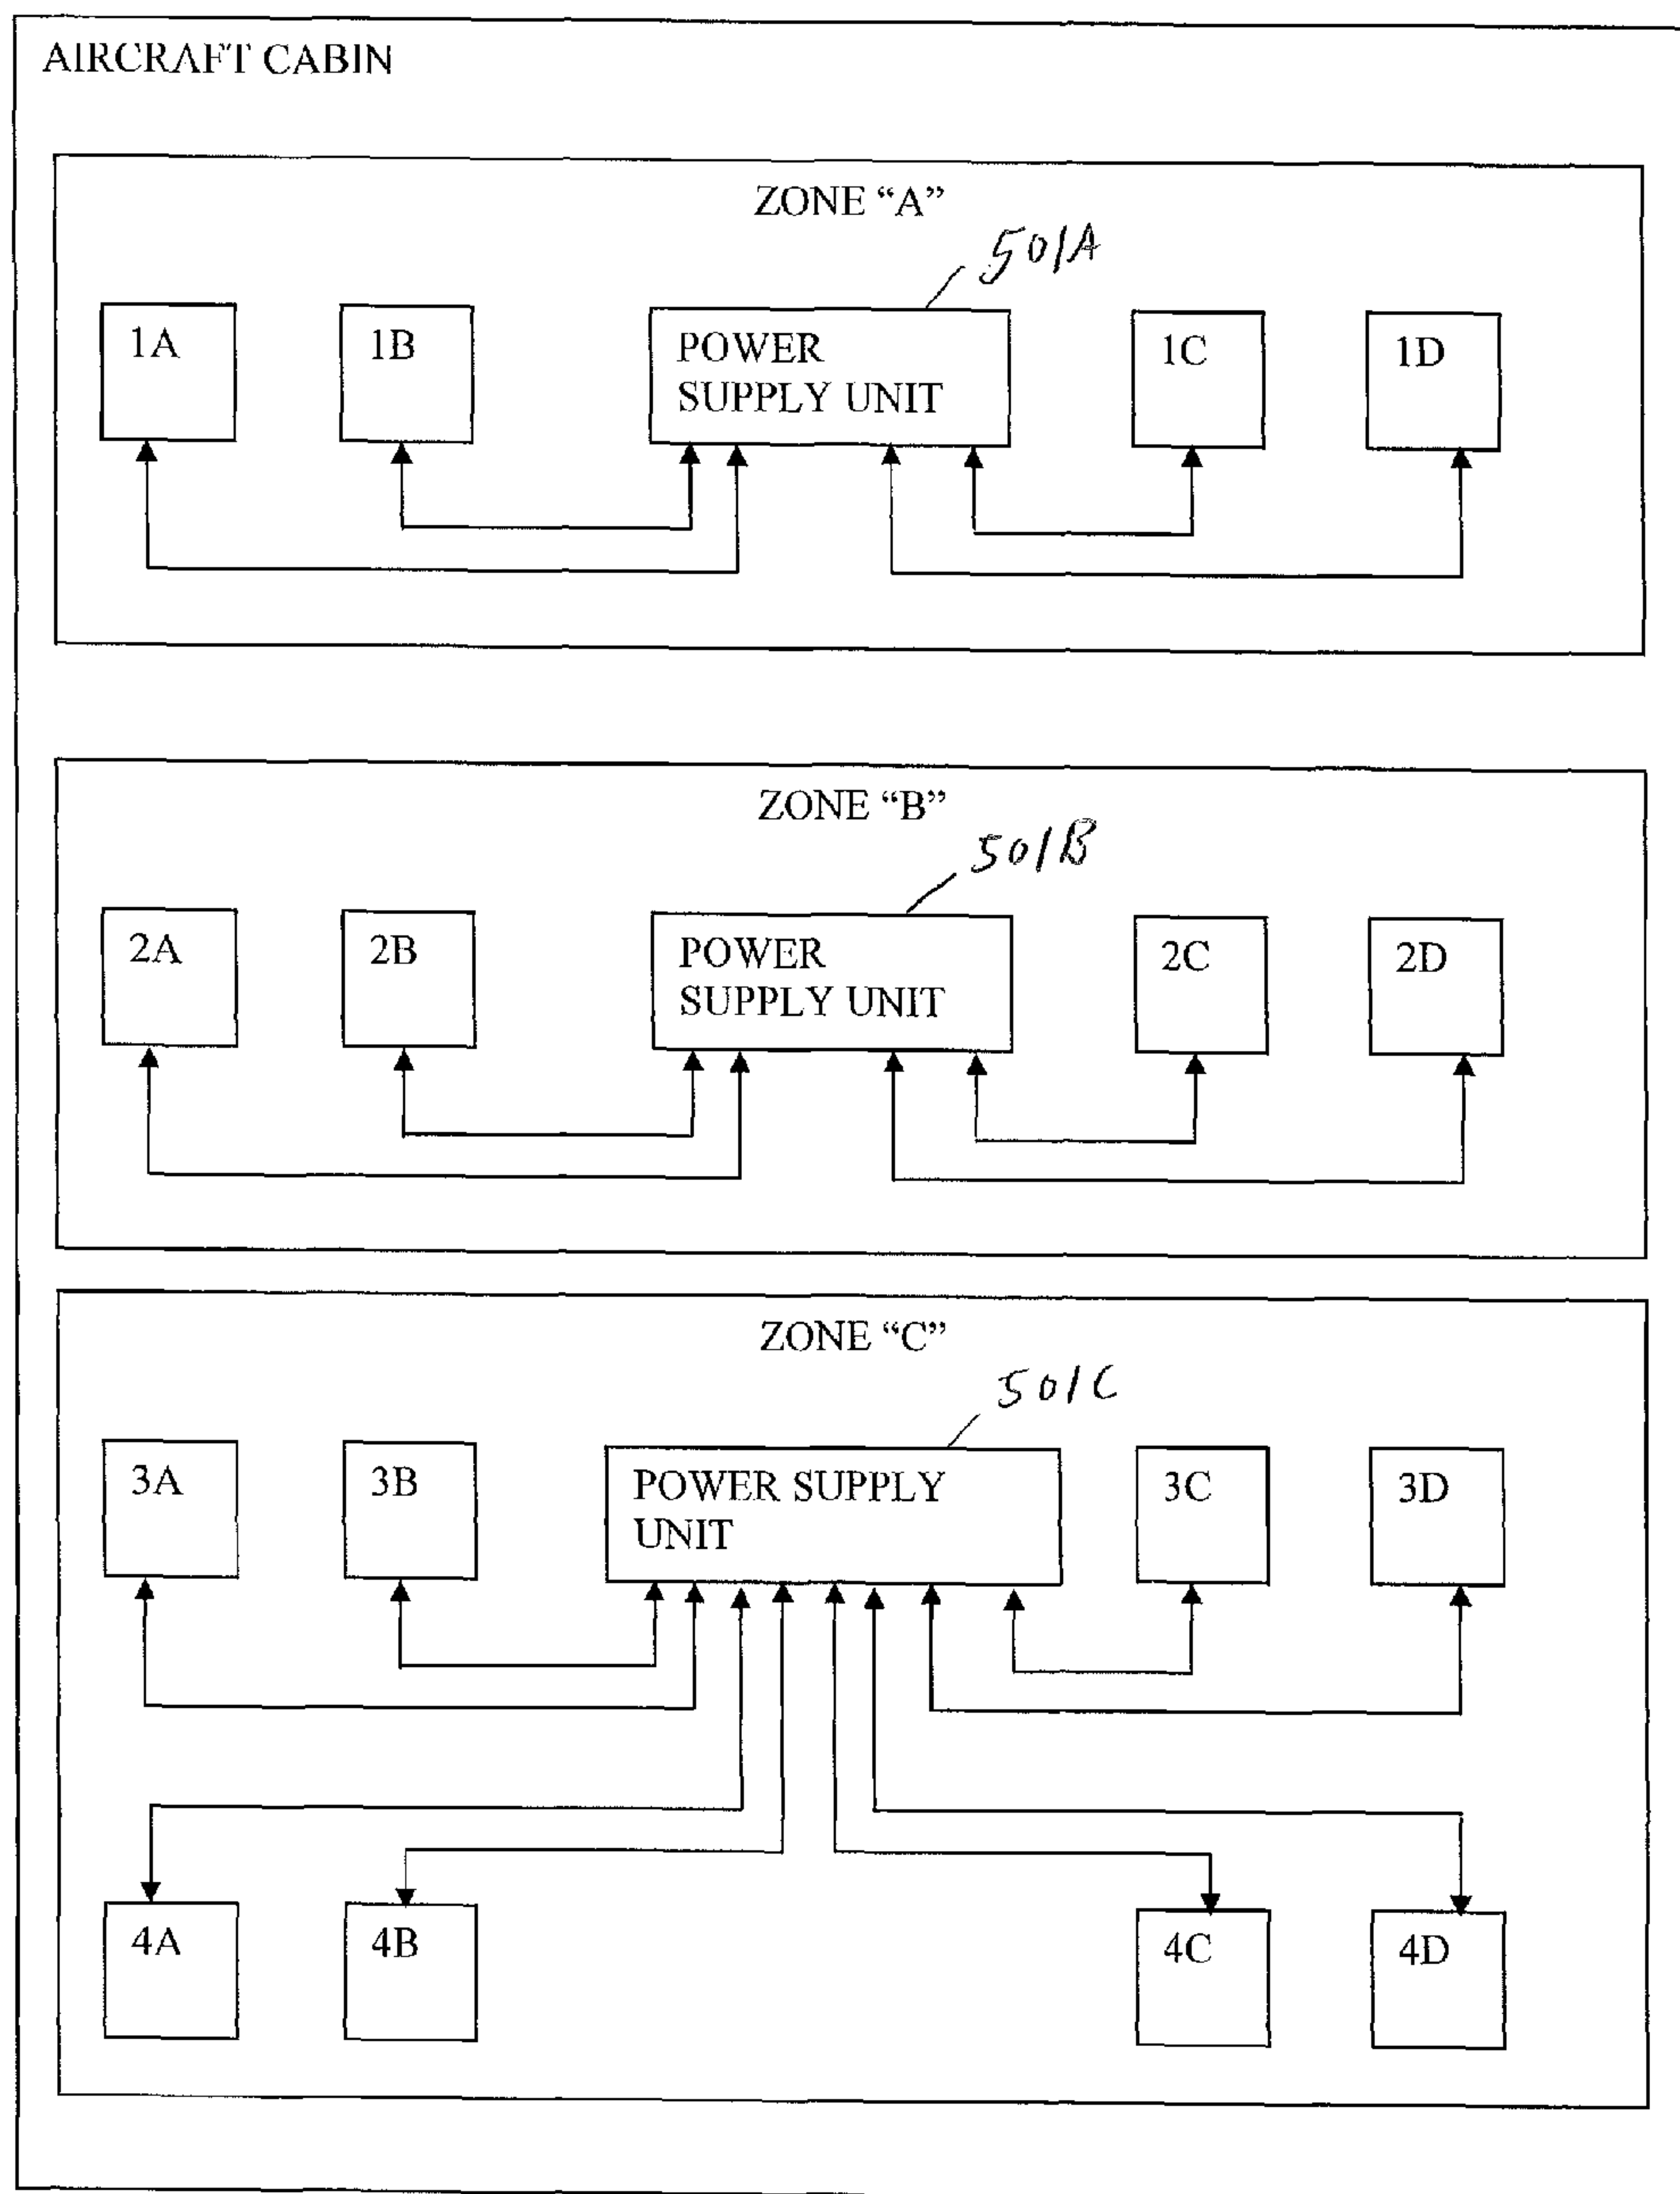 AIRCRAFT CABIN
ZONE “A”
501A
1A
1B
POWER
SUPPLY UNIT
1C
1D
ZONE “B”
501B
2A
2B
POWER
SUPPLY UNIT
2C
2D
ZONE “C”
501C
3A
3B
POWER SUPPLY
UNIT
3C
3D
4A
4B
4C
4D